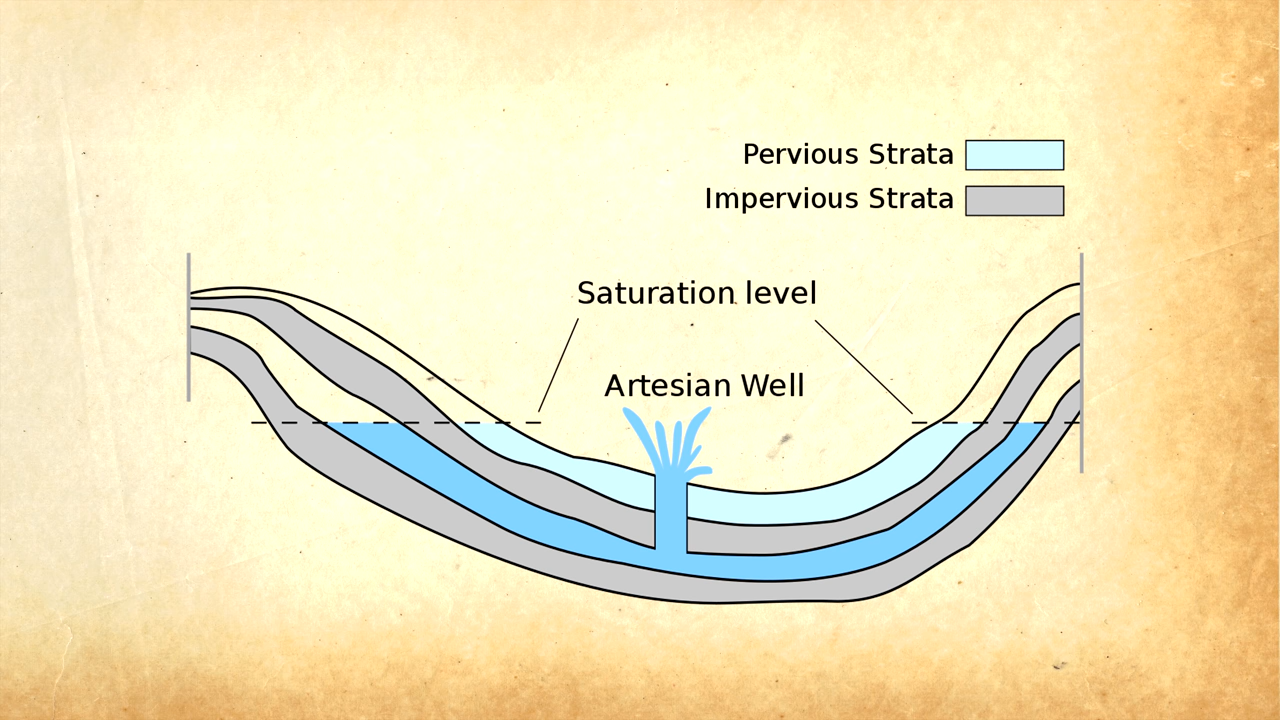 Pervious Strata
Impervious Strata
Saturation level
Artesian Well